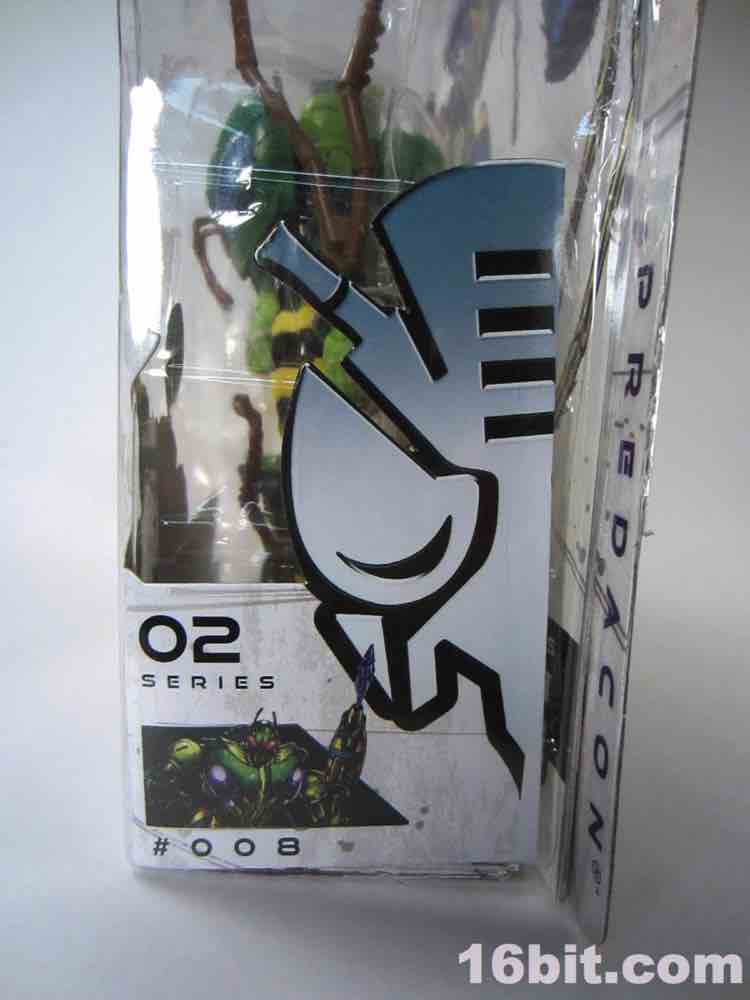 PREDACON
02
SERIES
#008
16bit.com